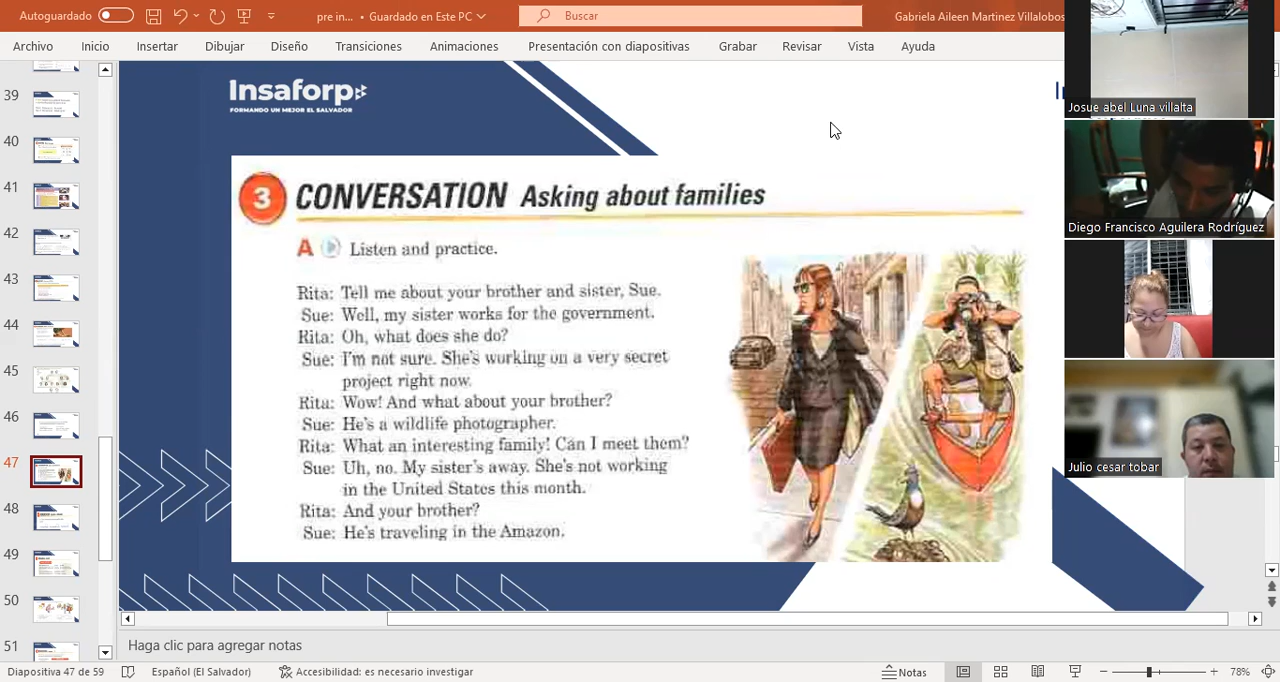 Autoguardado
pre in... • Guardado en Este PC
Buscar
Gabriela Aileen Martinez Villalobos
Archivo Inicio Insertar Dibujar Diseño Transiciones Animaciones Presentación con diapositivas Grabar Revisar Vista Ayuda
39
40
41
42
43
44
45
46
47
48
49
50
51
Insaforp
FORMANDO UN MEJOR EL SALVADOR
3 CONVERSATION Asking about families
A Listen and practice.
Rita: Tell me about your brother and sister, Sue.
Sue: Well, my sister works for the government.
Rita: Oh, what does she do?
Sue: I'm not sure. She's working on a very secret
project right now.
Rita: Wow! And what about your brother?
Sue: He's a wildlife photographer.
Rita: What an interesting family! Can I meet them?
Sue: Uh, no. My sister's away. She's not working
in the United States this month.
Rita: And your brother?
Sue: He's traveling in the Amazon.
Josue abel Luna villalta
Diego Francisco Aguilera Rodríguez
Julio cesar tobar
Haga clic para agregar notas
Diapositiva 47 de 59 Español (El Salvador) Accesibilidad: es necesario investigar Notas 78%